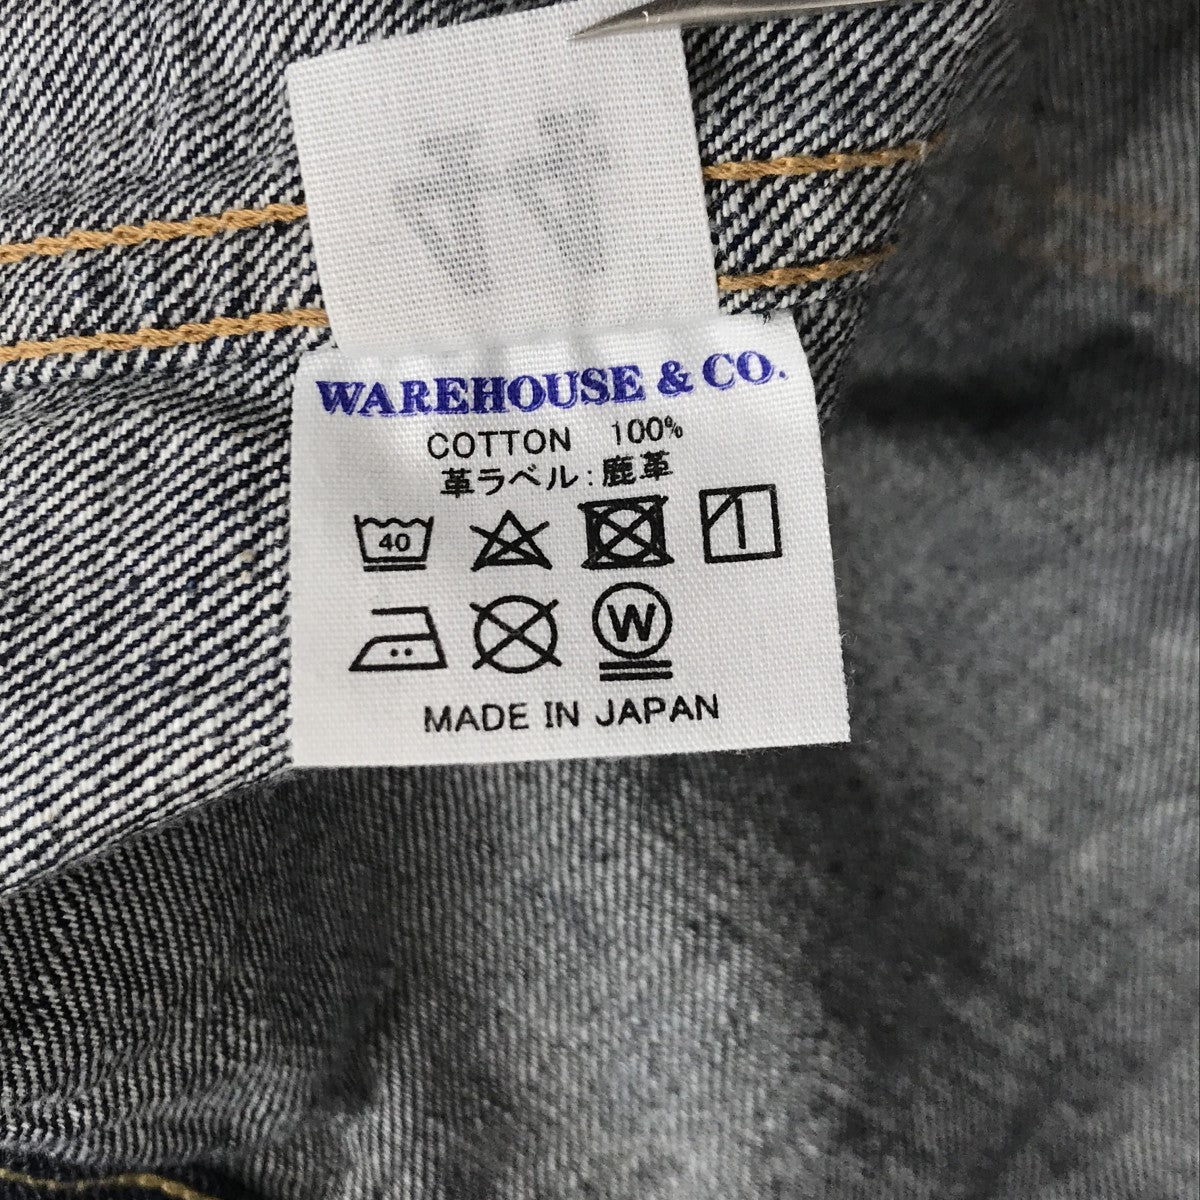 WAREHOUSE & CO.
COTTON 100%
革ラベル:鹿革
40
W
MADE IN JAPAN